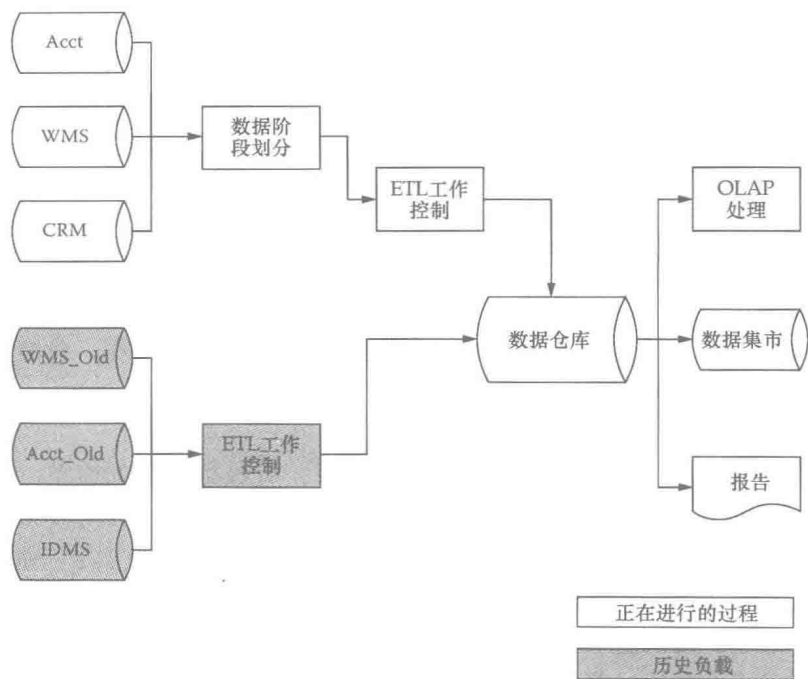 Acct
WMS
CRM
数据阶
段划分
ETL工作
控制
OLAP
处理
WMS_Old
Acct_Old
IDMS
ETL工作
控制
数据仓库
数据集市
报告
正在进行的过程
历史负载